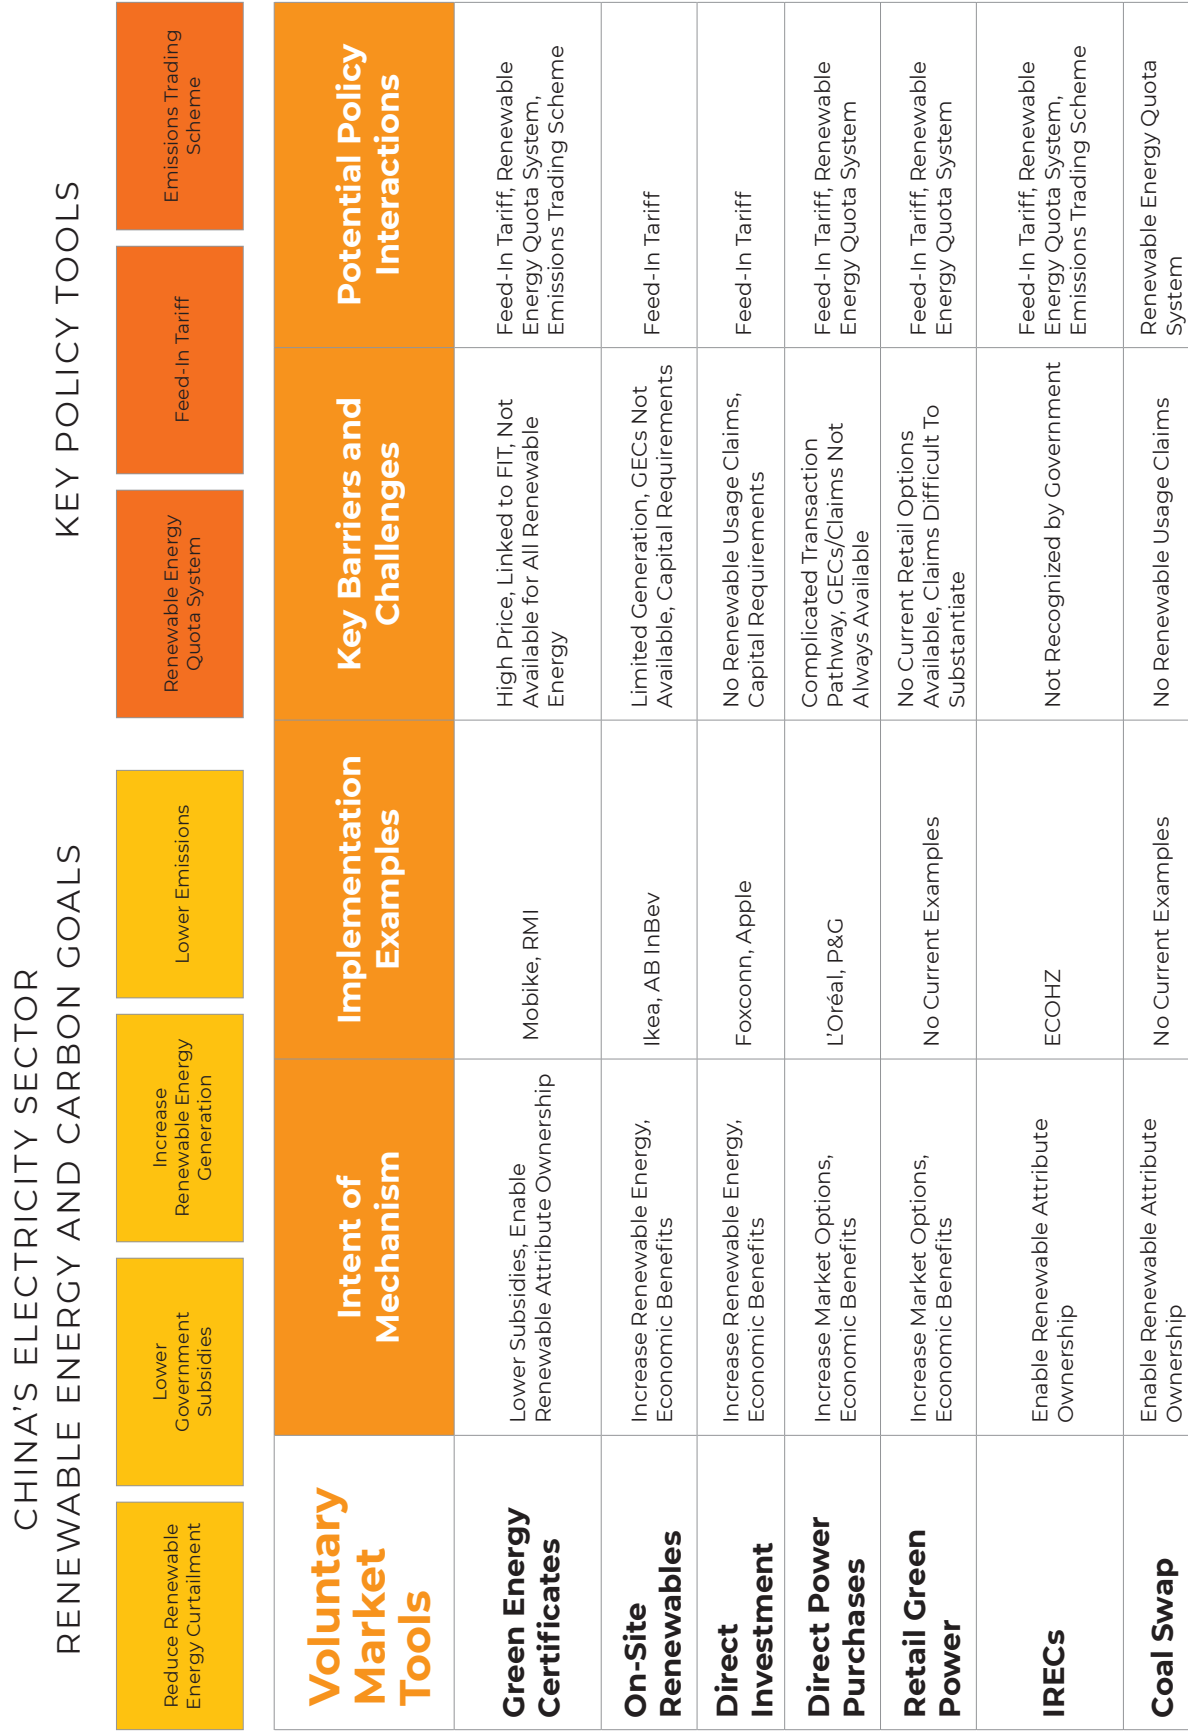 CHINA'S ELECTRICITY SECTOR
RENEWABLE ENERGY AND CARBON GOALS
KEY POLICY TOOLS
Reduce Renewable
Energy Curtailment
Lower
Government
Subsidies
Increase
Renewable Energy
Generation
Lower Emissions
Renewable Energy
Quota System
Feed-In Tariff
Emissions Trading
Scheme
Voluntary
Market
Tools
Intent of
Mechanism
Implementation
Examples
Key Barriers and
Challenges
Potential Policy
Interactions
Green Energy
Certificates
Lower Subsidies, Enable
Renewable Attribute Ownership
Mobike, RMI
High Price, Linked to FIT, Not
Available for All Renewable
Energy
Feed-In Tariff, Renewable
Energy Quota System,
Emissions Trading Scheme
On-Site
Renewables
Increase Renewable Energy,
Economic Benefits
Ikea, AB InBev
Limited Generation, GECs Not
Available, Capital Requirements
Feed-In Tariff
Direct
Investment
Increase Renewable Energy,
Economic Benefits
Foxconn, Apple
No Renewable Usage Claims,
Capital Requirements
Feed-In Tariff
Direct Power
Purchases
Increase Market Options,
Economic Benefits
L'Oréal, P&G
Complicated Transaction
Pathway, GECs/Claims Not
Always Available
Feed-In Tariff, Renewable
Energy Quota System
Retail Green
Power
Increase Market Options,
Economic Benefits
No Current Examples
No Current Retail Options
Available, Claims Difficult To
Substantiate
Feed-In Tariff, Renewable
Energy Quota System
IRECs
Enable Renewable Attribute
Ownership
ECOHZ
Not Recognized by Government
Feed-In Tariff, Renewable
Energy Quota System,
Emissions Trading Scheme
Coal Swap
Enable Renewable Attribute
Ownership
No Current Examples
No Renewable Usage Claims
Renewable Energy Quota
System